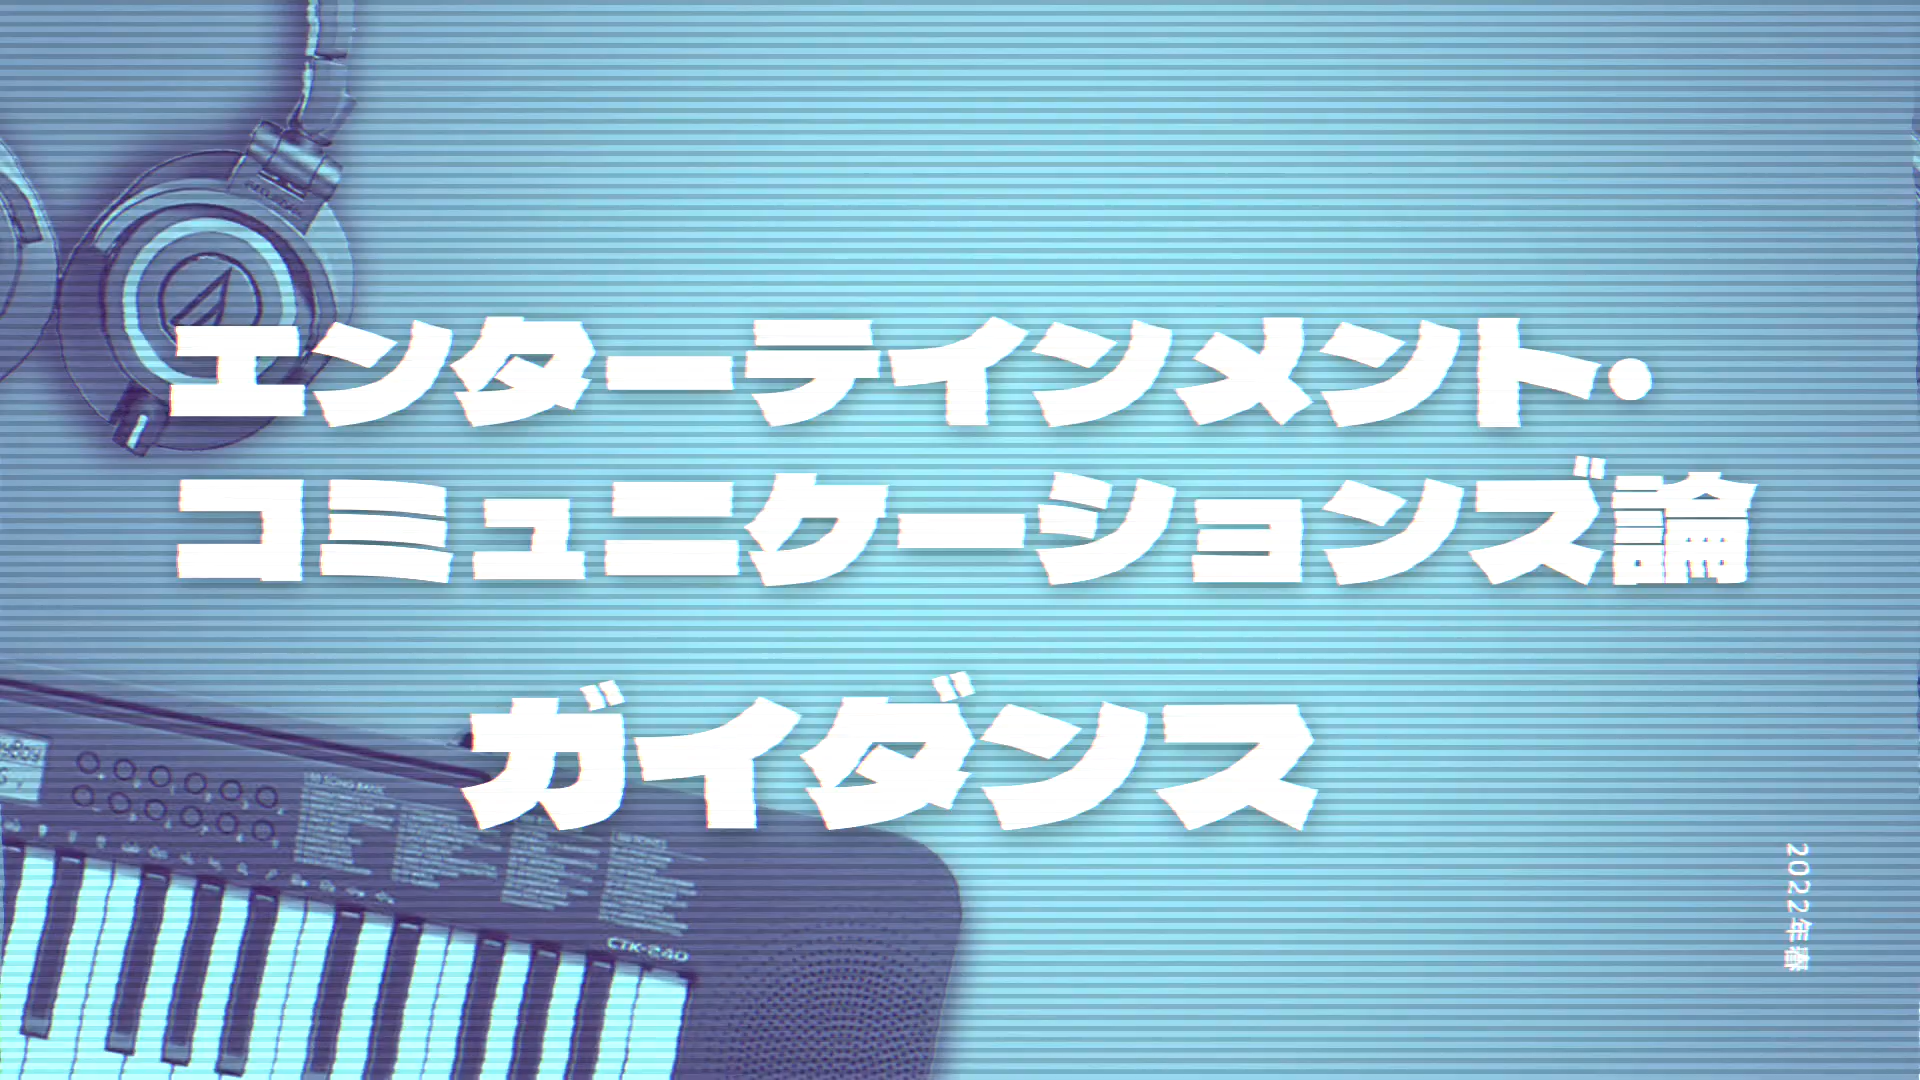 エンターテインメント・
コミュニケーションズ論
ガイダンス
2022年春
CTK-240